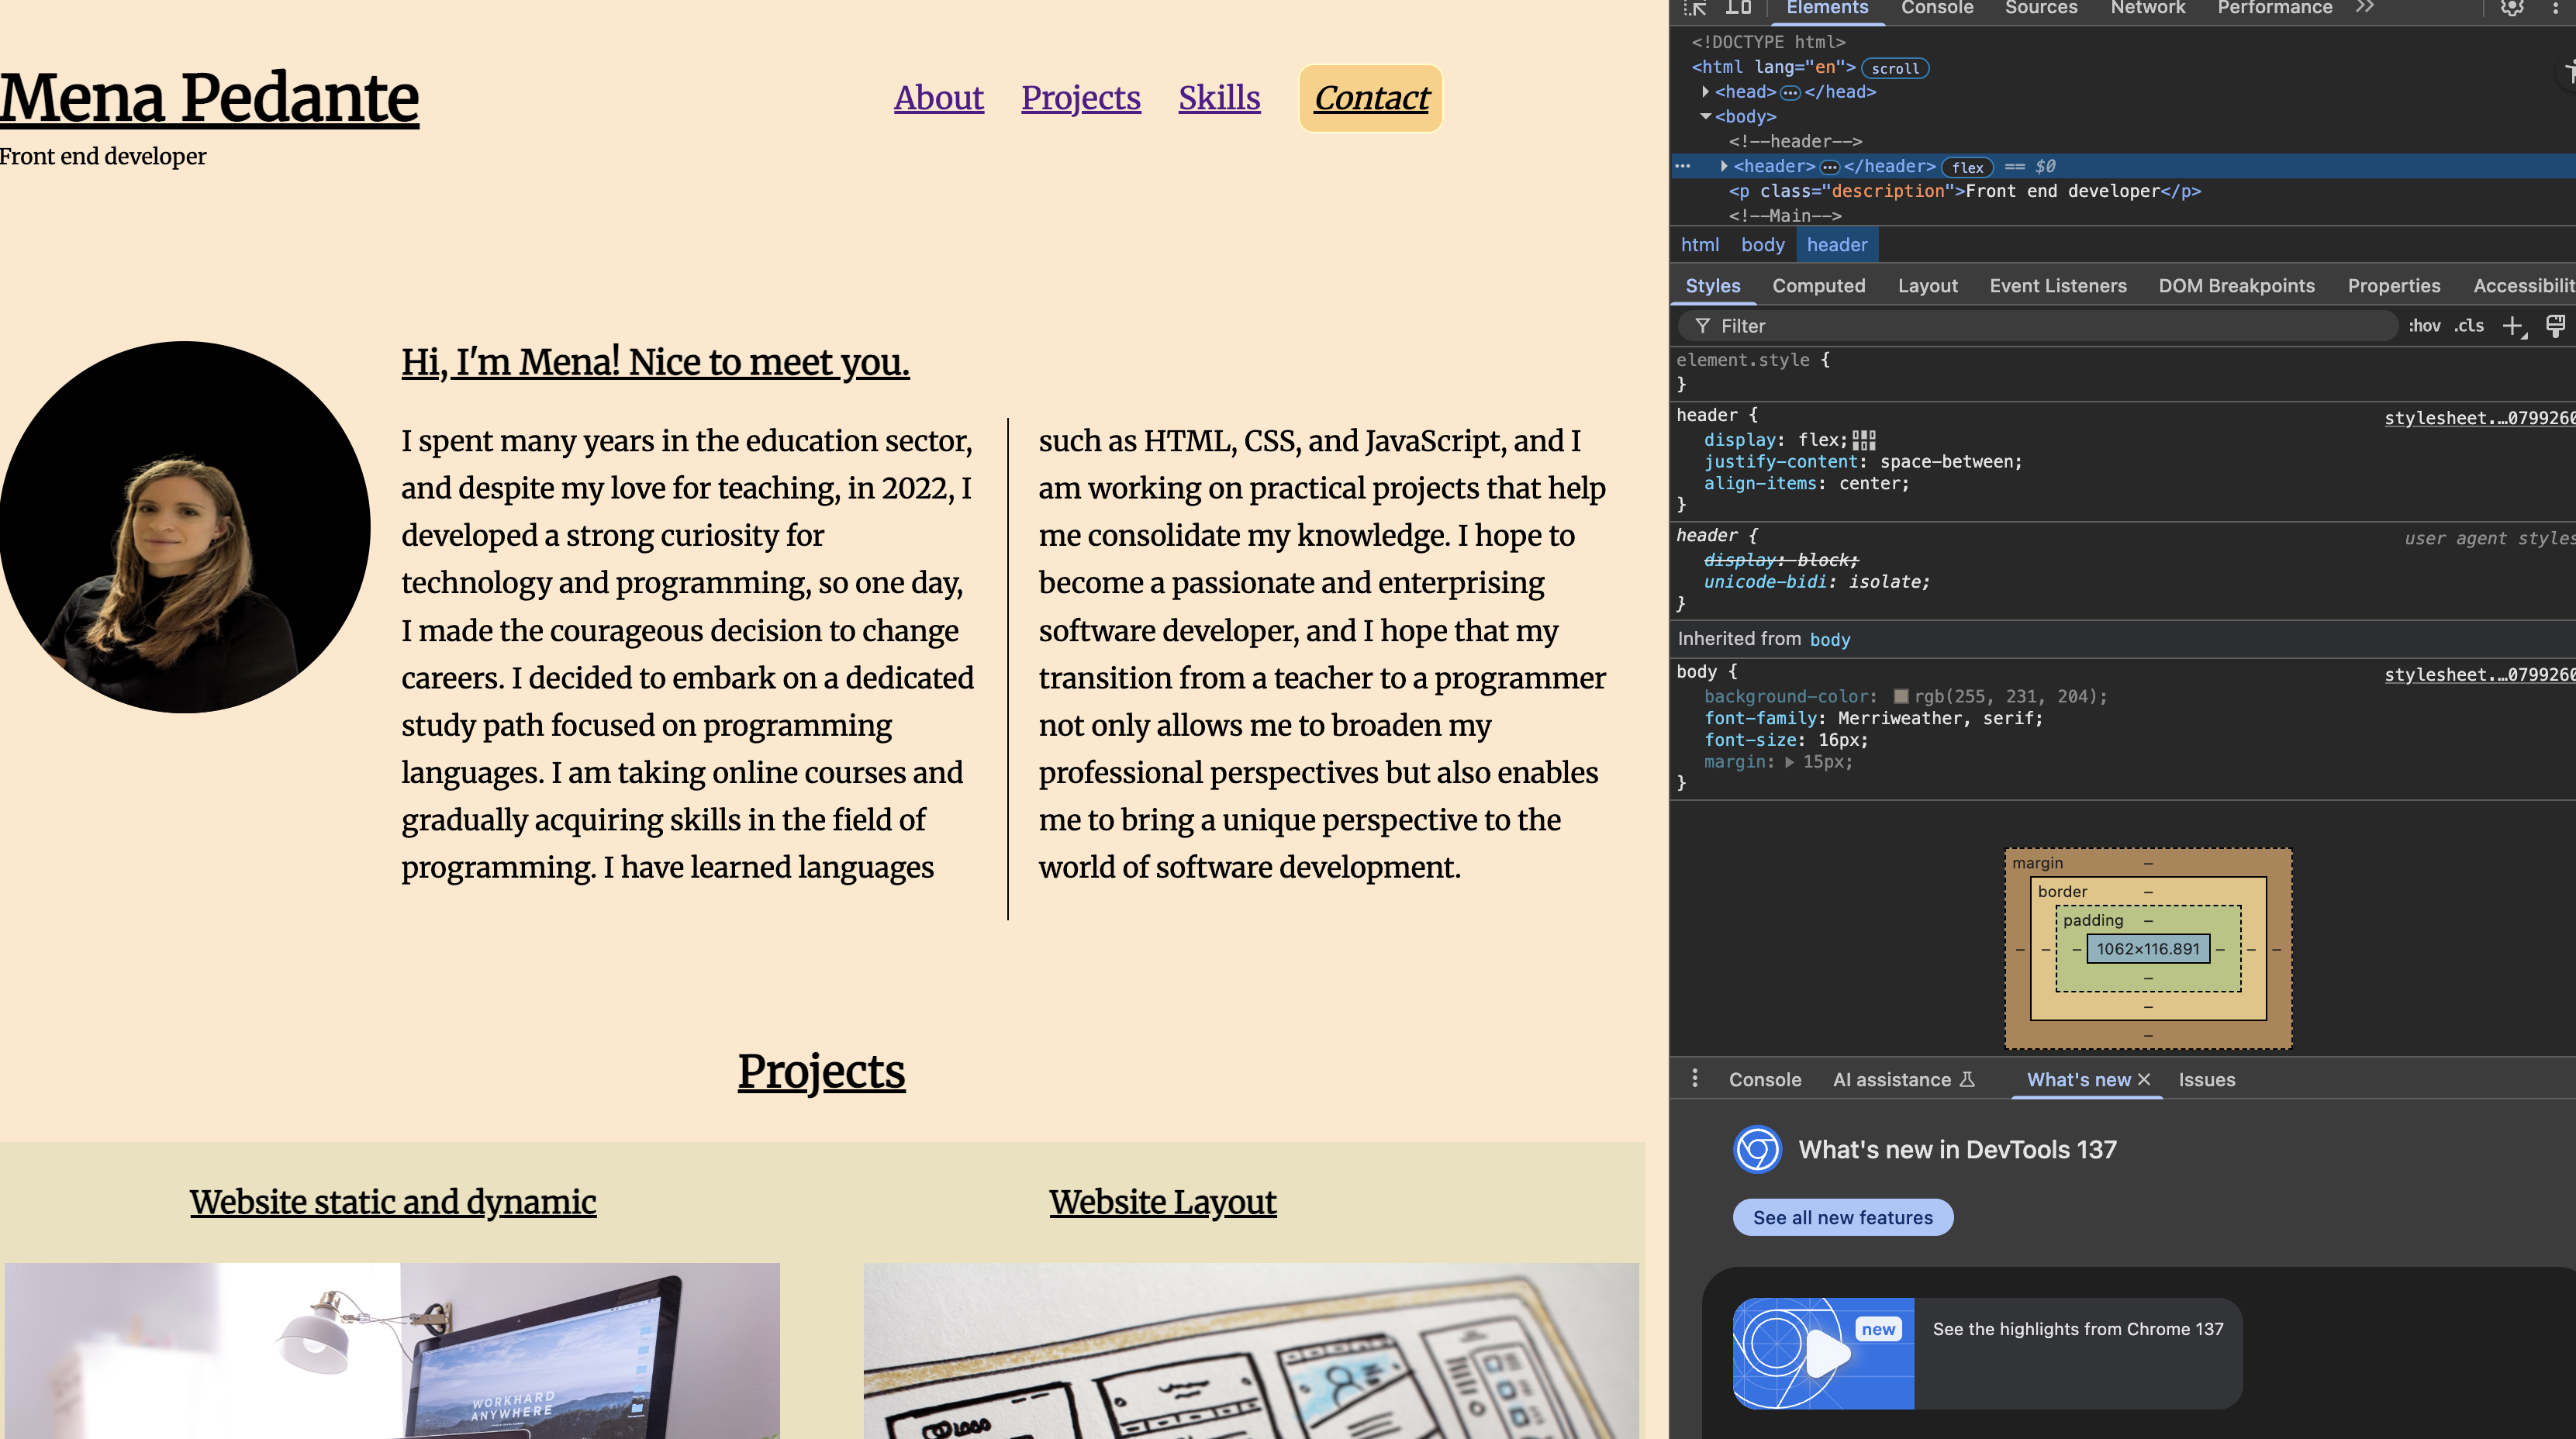 Mena Pedante
About Projects Skills Contact
Front end developer
Hi, I'm Mena! Nice to meet you.
I spent many years in the education sector,
and despite my love for teaching, in 2022, I
developed a strong curiosity for
technology and programming, so one day,
I made the courageous decision to change
careers. I decided to embark on a dedicated
study path focused on programming
languages. I am taking online courses and
gradually acquiring skills in the field of
programming. I have learned languages
such as HTML, CSS, and JavaScript, and I
am working on practical projects that help
me consolidate my knowledge. I hope to
become a passionate and enterprising
software developer, and I hope that my
transition from a teacher to a programmer
not only allows me to broaden my
professional perspectives but also enables
me to bring a unique perspective to the
world of software development.
Projects
Website static and dynamic
Website Layout
WORKHARD
ANYWHERE
Elements Console Sources Network Performance
<!DOCTYPE html>
<html lang="en"> scroll
<head> ⋯ </head>
<body>
<!--header-->
⋯ <header> ⋯ </header> flex == $0
<p class="description">Front end developer</p>
<!--Main-->
html body header
Styles Computed Layout Event Listeners DOM Breakpoints Properties Accessibilit
Filter :hov .cls
element.style {
}
header { stylesheet.…0799260
display: flex;
justify-content: space-between;
align-items: center;
}
header { user agent styles
display: block;
unicode-bidi: isolate;
}
Inherited from body
body { stylesheet.…0799260
background-color: rgb(255, 231, 204);
font-family: Merriweather, serif;
font-size: 16px;
margin: 15px;
}
margin –
border –
padding –
– – – 1062×116.891 – – –
–
–
–
Console AI assistance What's new Issues
What's new in DevTools 137
See all new features
new
See the highlights from Chrome 137